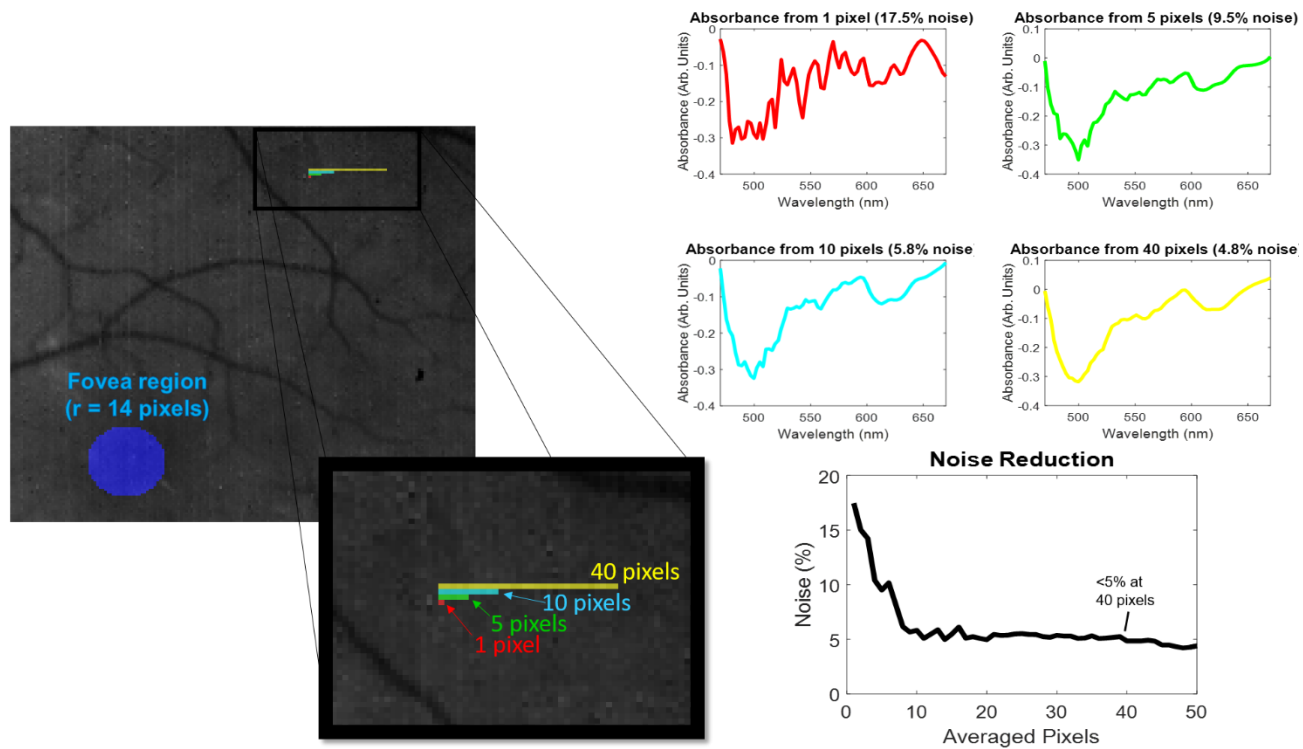 Fovea region
(r = 14 pixels)
40 pixels
10 pixels
5 pixels
1 pixel
Absorbance from 1 pixel (17.5% noise)
0
-0.1
-0.2
-0.3
-0.4
Absorbance (Arb. Units)
500
550
600
650
Wavelength (nm)
Absorbance from 5 pixels (9.5% noise)
0.1
0
-0.1
-0.2
-0.3
-0.4
Absorbance (Arb. Units)
500
550
600
650
Wavelength (nm)
Absorbance from 10 pixels (5.8% noise)
0
-0.1
-0.2
-0.3
-0.4
Absorbance (Arb. Units)
500
550
600
650
Wavelength (nm)
Absorbance from 40 pixels (4.8% noise)
0.1
0
-0.1
-0.2
-0.3
-0.4
Absorbance (Arb. Units)
500
550
600
650
Wavelength (nm)
Noise Reduction
20
15
10
5
0
Noise (%)
<5% at
40 pixels
0
10
20
30
40
50
Averaged Pixels